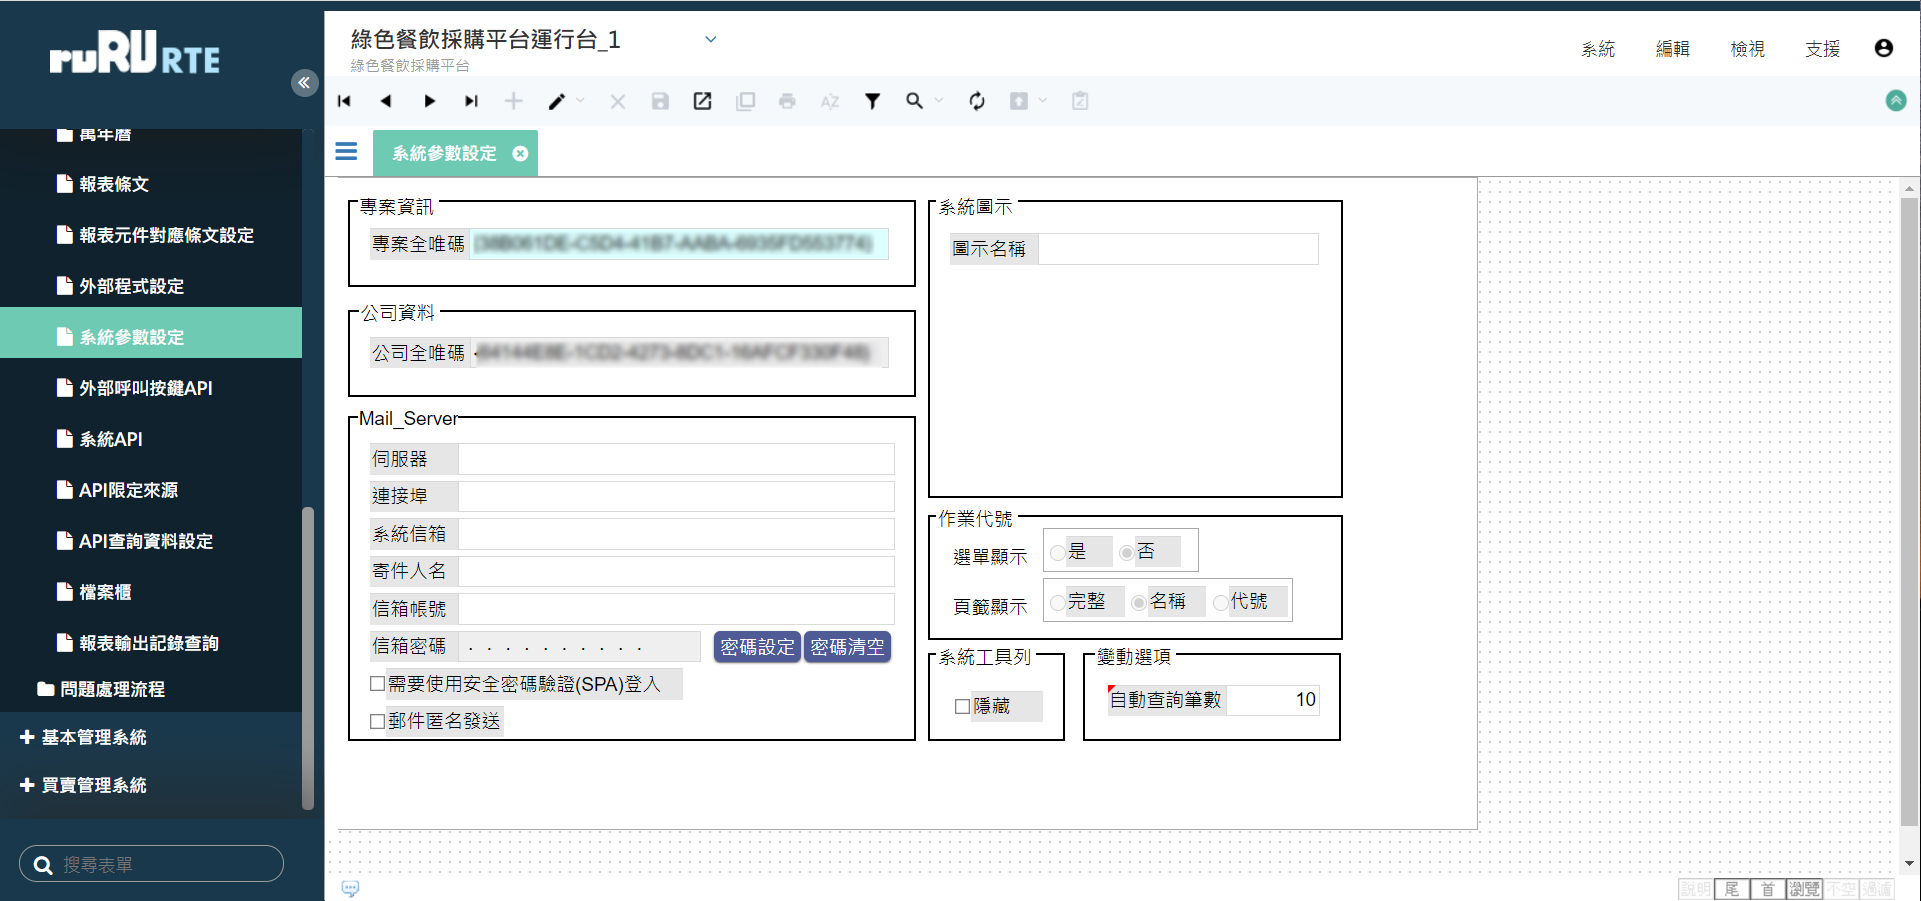 ruRU RTE
萬年曆
報表條文
報表元件對應條文設定
外部程式設定
系統參數設定
外部呼叫按鍵API
系統API
API限定來源
API查詢資料設定
檔案櫃
報表輸出記錄查詢
問題處理流程
基本管理系統
買賣管理系統
搜尋表單
綠色餐飲採購平台運行台_1
綠色餐飲採購平台
系統 編輯 檢視 支援
系統參數設定
專案資訊
專案全唯碼
公司資料
公司全唯碼
Mail_Server
伺服器
連接埠
系統信箱
寄件人名
信箱帳號
信箱密碼 . . . . . . . . . . 密碼設定 密碼清空
需要使用安全密碼驗證(SPA)登入
郵件匿名發送
系統圖示
圖示名稱
作業代號
選單顯示 是 否
頁籤顯示 完整 名稱 代號
系統工具列
隱藏
變動選項
自動查詢筆數 10
說明 尾 首 瀏覽 不空 過濾